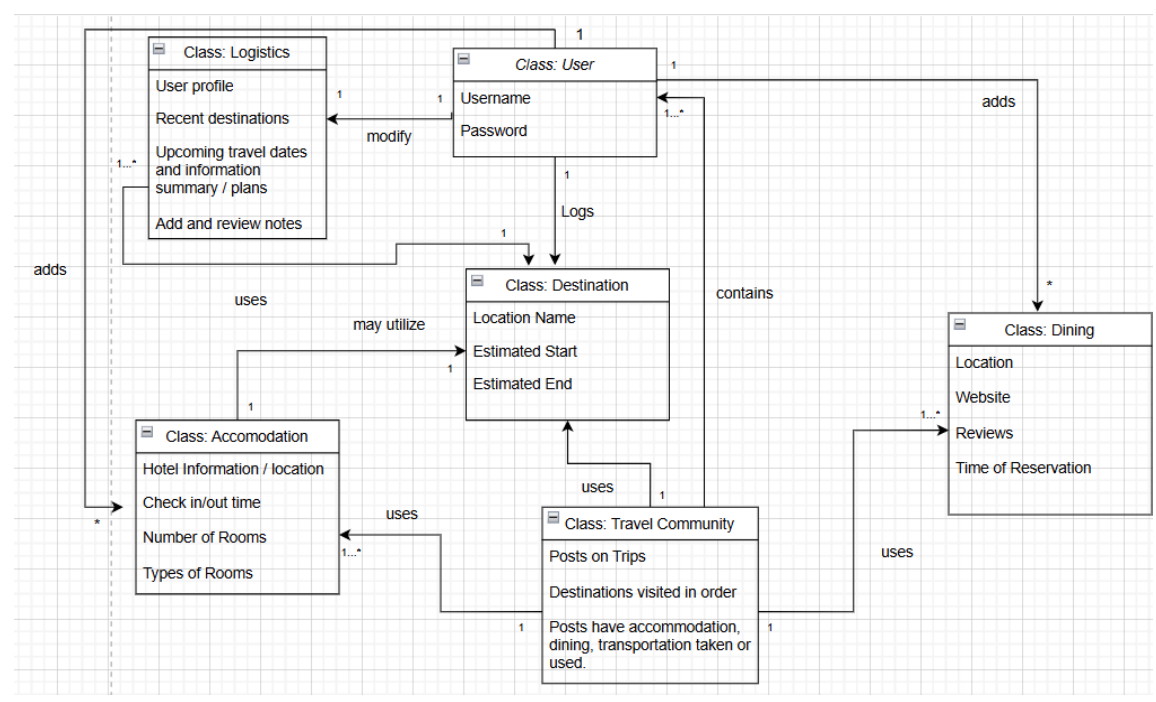 1
Class: Logistics
User profile
Recent destinations
Upcoming travel dates
and information
summary / plans
Add and review notes
Class: User
Username
Password
1
1
modify
1
adds
1...*
1...*
1
Logs
1
uses
adds
*
Class: Destination
Location Name
Estimated Start
Estimated End
may utilize
1
1
contains
*
Class: Dining
Location
Website
Reviews
Time of Reservation
1...*
Class: Accomodation
Hotel Information / location
Check in/out time
Number of Rooms
Types of Rooms
uses
1...*
uses
1
Class: Travel Community
Posts on Trips
Destinations visited in order
Posts have accommodation,
dining, transportation taken or
used.
1
1
uses